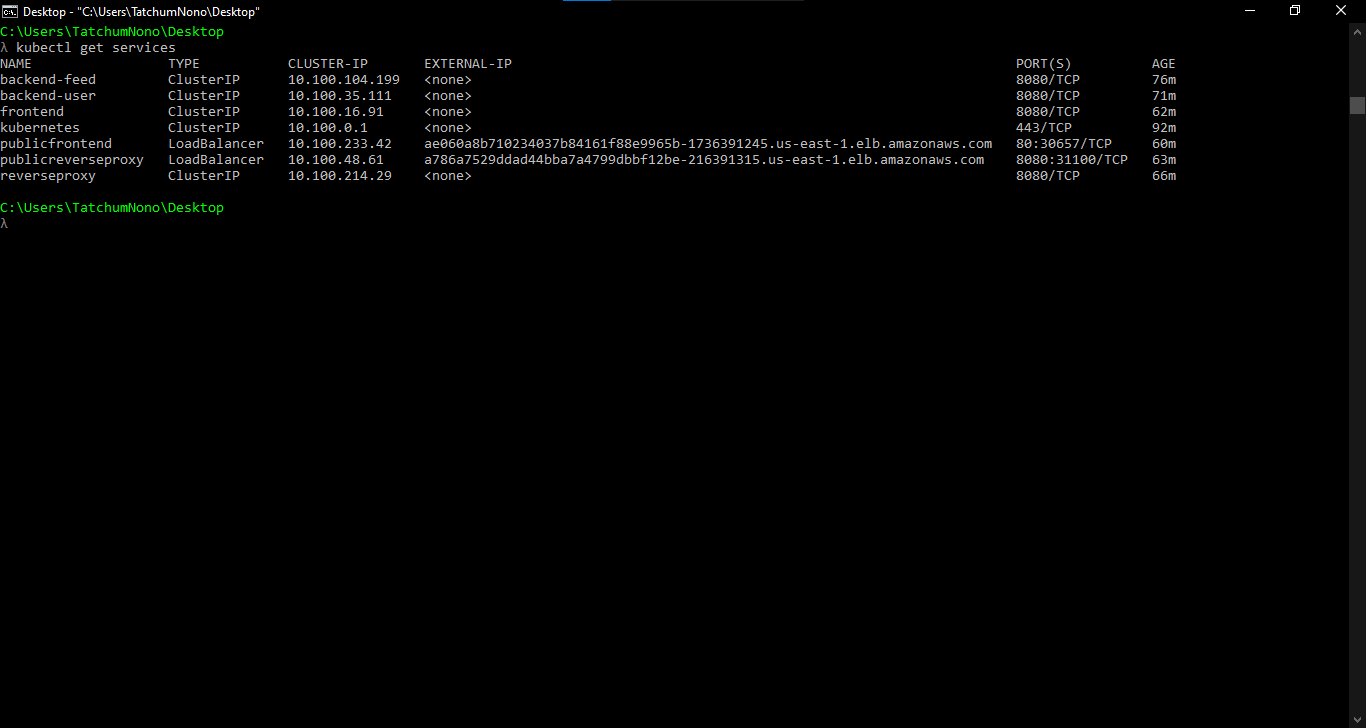 Desktop - "C:\Users\TatchumNono\Desktop"
C:\Users\TatchumNono\Desktop
λ kubectl get services
NAME TYPE CLUSTER-IP EXTERNAL-IP PORT(S) AGE
backend-feed ClusterIP 10.100.104.199 <none> 8080/TCP 76m
backend-user ClusterIP 10.100.35.111 <none> 8080/TCP 71m
frontend ClusterIP 10.100.16.91 <none> 8080/TCP 62m
kubernetes ClusterIP 10.100.0.1 <none> 443/TCP 92m
publicfrontend LoadBalancer 10.100.233.42 ae060a8b710234037b84161f88e9965b-1736391245.us-east-1.elb.amazonaws.com 80:30657/TCP 60m
publicreverseproxy LoadBalancer 10.100.48.61 a786a7529ddad44bba7a4799dbbf12be-216391315.us-east-1.elb.amazonaws.com 8080:31100/TCP 63m
reverseproxy ClusterIP 10.100.214.29 <none> 8080/TCP 66m
C:\Users\TatchumNono\Desktop
λ